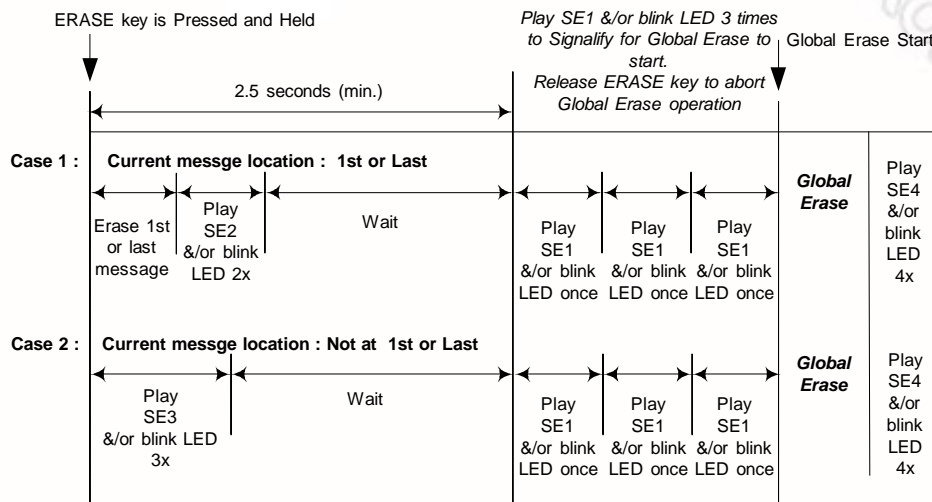 ERASE key is Pressed and Held
Play SE1 &/or blink LED 3 times
to Signalify for Global Erase to
start.
Release ERASE key to abort
Global Erase operation
Global Erase Start
2.5 seconds (min.)
Case 1 : Current messge location : 1st or Last
Erase 1st
or last
message
Play
SE2
&/or blink
LED 2x
Wait
Play
SE1
&/or blink
LED once
Play
SE1
&/or blink
LED once
Play
SE1
&/or blink
LED once
Global
Erase
Play
SE4
&/or
blink
LED
4x
Case 2 : Current messge location : Not at 1st or Last
Play
SE3
&/or blink LED
3x
Wait
Play
SE1
&/or blink
LED once
Play
SE1
&/or blink
LED once
Play
SE1
&/or blink
LED once
Global
Erase
Play
SE4
&/or
blink
LED
4x